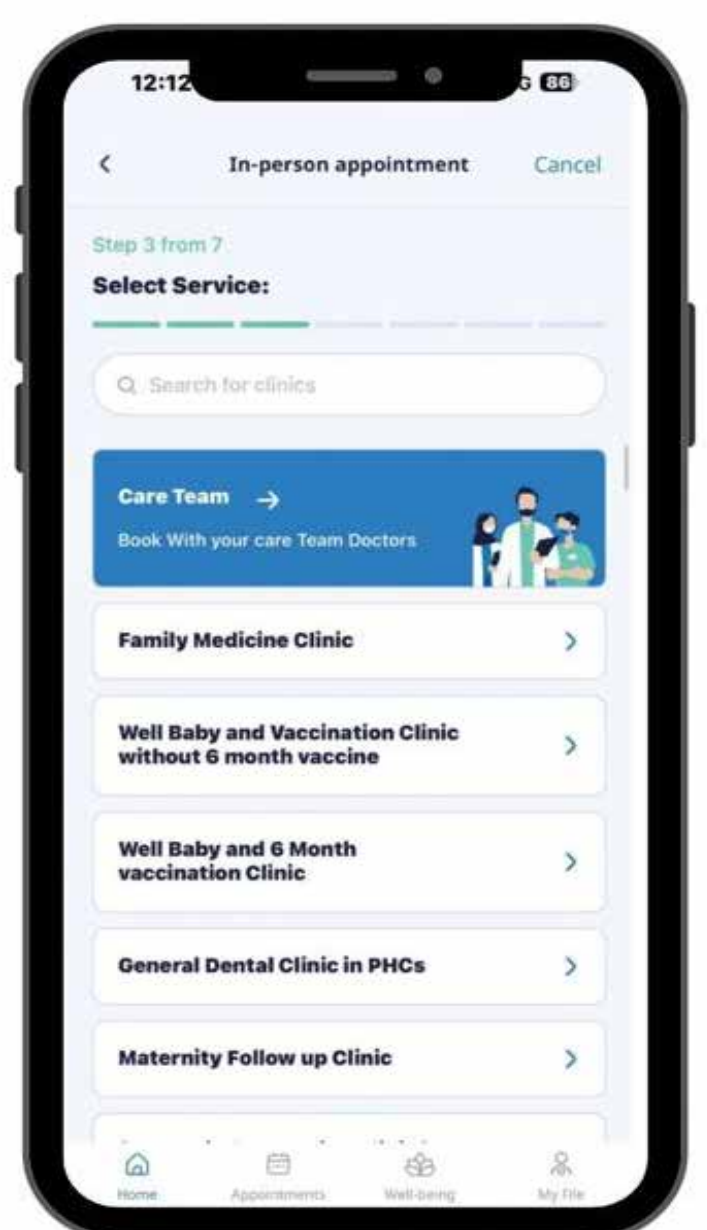 12:12
G 86
In-person appointment
Cancel
Step 3 from 7
Select Service:
Search for clinics
Care Team
Book With your care Team Doctors
Family Medicine Clinic
Well Baby and Vaccination Clinic
without 6 month vaccine
Well Baby and 6 Month
vaccination Clinic
General Dental Clinic in PHCs
Maternity Follow up Clinic
Home
Appointments
Well-being
My File